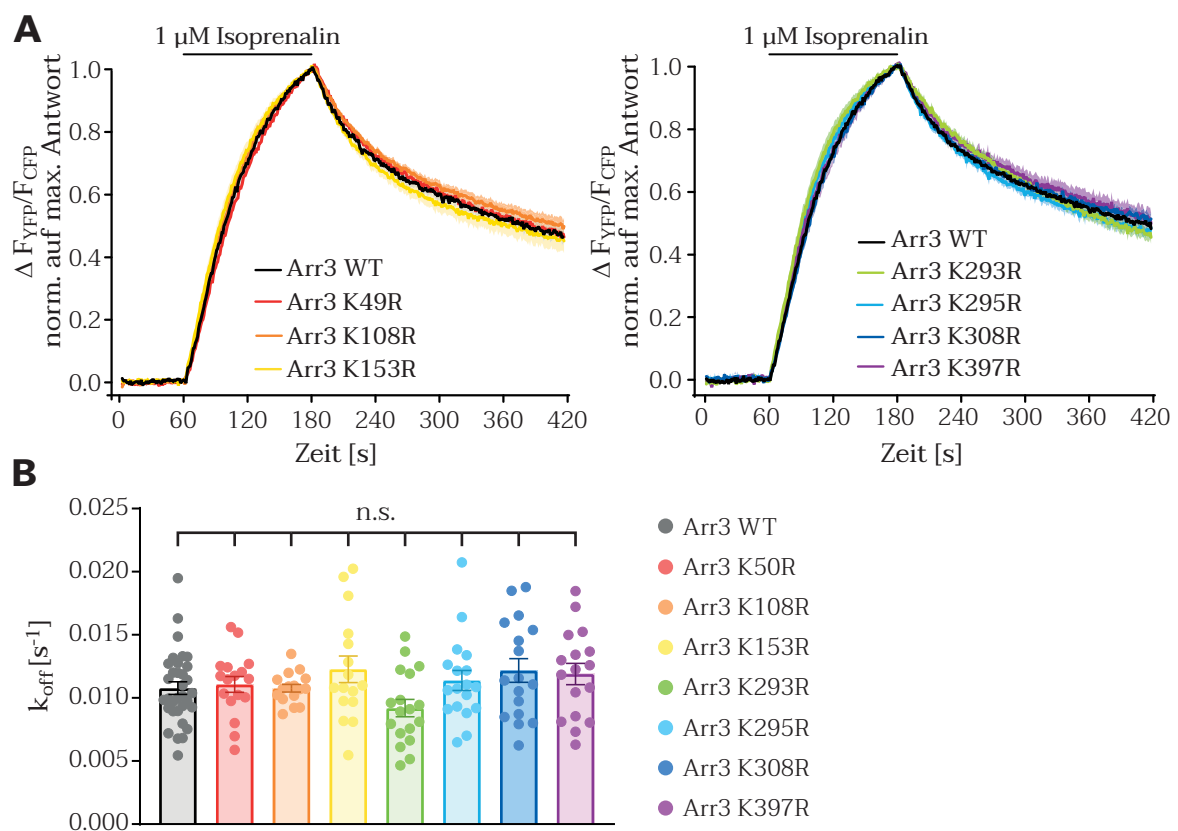 A
1 µM Isoprenalin
Δ F_YFP/F_CFP
norm. auf max. Antwort
1.0
0.8
0.6
0.4
0.2
0.0
Arr3 WT
Arr3 K49R
Arr3 K108R
Arr3 K153R
0 60 120 180 240 300 360 420
Zeit [s]
1 µM Isoprenalin
Δ F_YFP/F_CFP
norm. auf max. Antwort
1.0
0.8
0.6
0.4
0.2
0.0
Arr3 WT
Arr3 K293R
Arr3 K295R
Arr3 K308R
Arr3 K397R
0 60 120 180 240 300 360 420
Zeit [s]
B
k_off [s⁻¹]
0.025
0.020
0.015
0.010
0.005
0.000
n.s.
Arr3 WT
Arr3 K50R
Arr3 K108R
Arr3 K153R
Arr3 K293R
Arr3 K295R
Arr3 K308R
Arr3 K397R